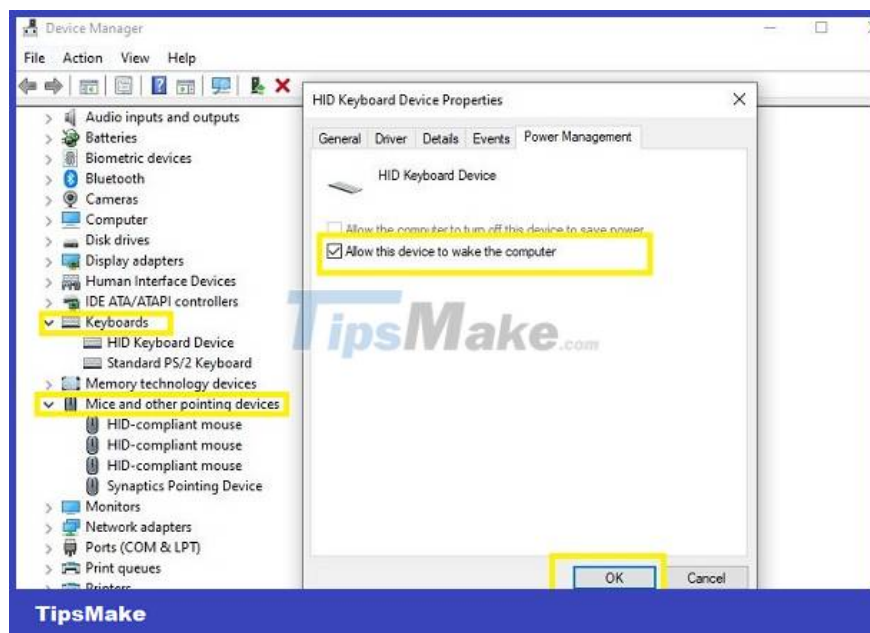 Device Manager
File Action View Help
Audio inputs and outputs
Batteries
Biometric devices
Bluetooth
Cameras
Computer
Disk drives
Display adapters
Human Interface Devices
IDE ATA/ATAPI controllers
Keyboards
HID Keyboard Device
Standard PS/2 Keyboard
Memory technology devices
Mice and other pointing devices
HID-compliant mouse
HID-compliant mouse
HID-compliant mouse
Synaptics Pointing Device
Monitors
Network adapters
Ports (COM & LPT)
Print queues
Printers
HID Keyboard Device Properties
General Driver Details Events Power Management
HID Keyboard Device
Allow the computer to turn off this device to save power
Allow this device to wake the computer
OK Cancel
TipsMake.com
TipsMake